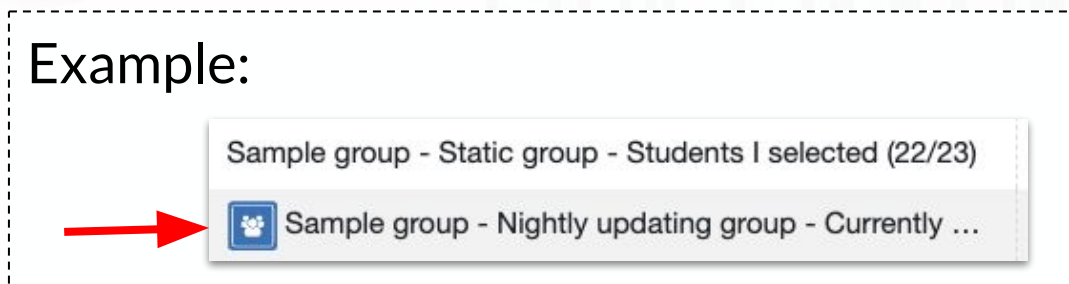 Example:
Sample group - Static group - Students I selected (22/23)
Sample group - Nightly updating group - Currently ...